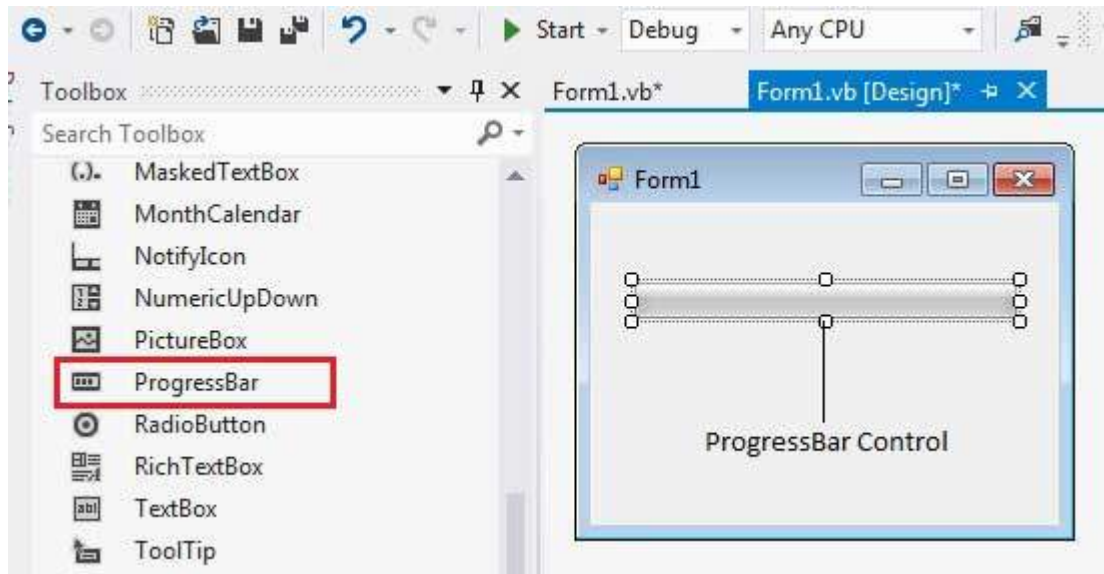 Start Debug Any CPU
Toolbox
Search Toolbox
MaskedTextBox
MonthCalendar
NotifyIcon
NumericUpDown
PictureBox
ProgressBar
RadioButton
RichTextBox
TextBox
ToolTip
Form1.vb* Form1.vb [Design]*
Form1
ProgressBar Control